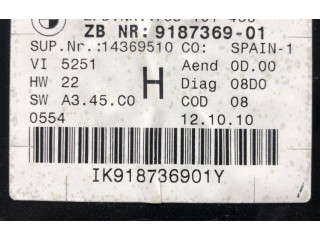 ZB NR: 9187369-01
SUP.Nr.:14369510 CO: SPAIN-1
VI 5251 Aend 0D.00
HW 22 H Diag 08D0
SW A3.45.C0 COD 08
0554 12.10.10
IK918736901Y